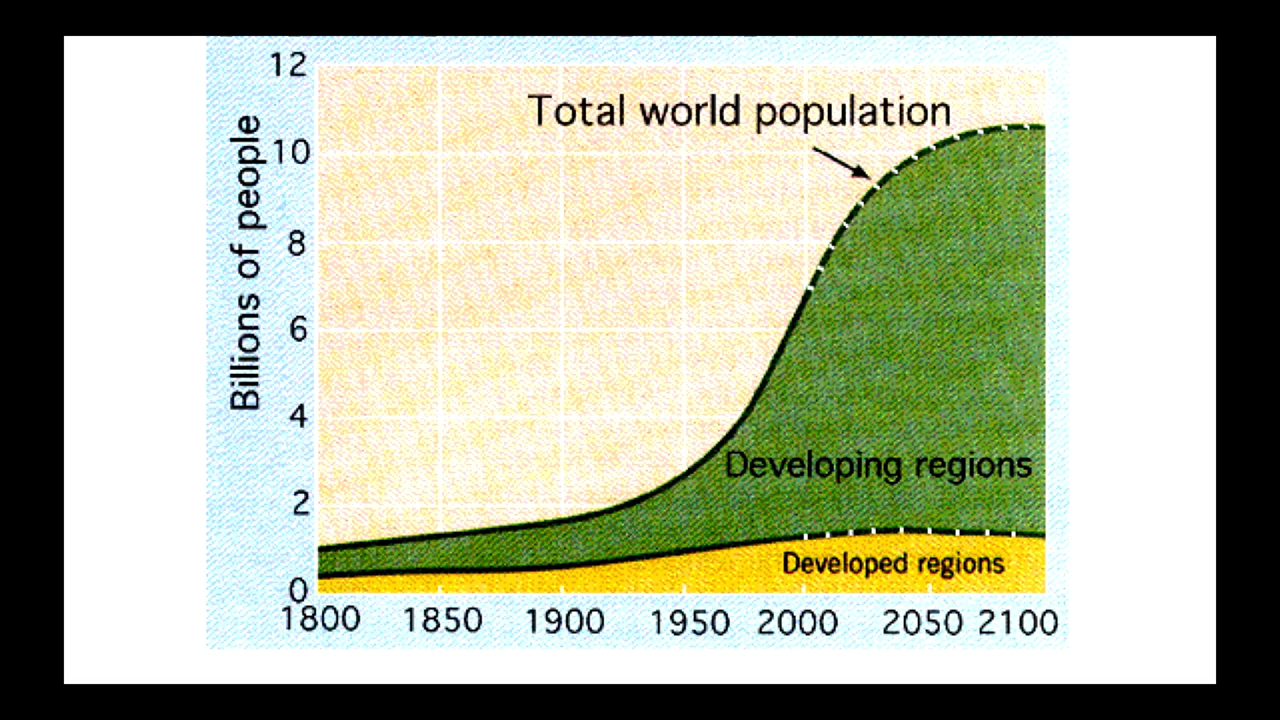 Total world population
Billions of people
12
10
8
6
4
2
0
Developing regions
Developed regions
1800 1850 1900 1950 2000 2050 2100